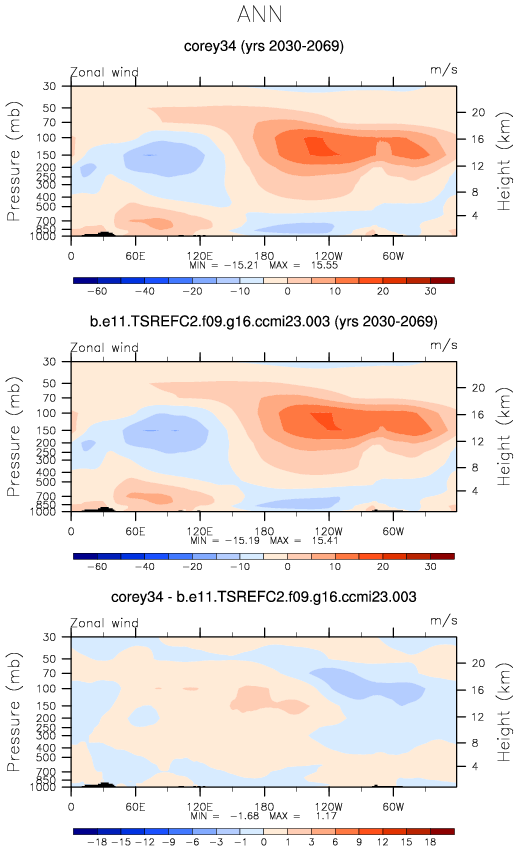 ANN
corey34 (yrs 2030-2069)
Zonal wind m/s
Pressure (mb)
30
50
70
100
150
200
250
300
400
500
700
850
1000
Height (km)
20
16
12
8
4
0 60E 120E 180 120W 60W
MIN = -15.21 MAX = 15.55
-60 -40 -20 -10 0 10 20 30
b.e11.TSREFC2.f09.g16.ccmi23.003 (yrs 2030-2069)
Zonal wind m/s
Pressure (mb)
30
50
70
100
150
200
250
300
400
500
700
850
1000
Height (km)
20
16
12
8
4
0 60E 120E 180 120W 60W
MIN = -15.19 MAX = 15.41
-60 -40 -20 -10 0 10 20 30
corey34 - b.e11.TSREFC2.f09.g16.ccmi23.003
Zonal wind m/s
Pressure (mb)
30
50
70
100
150
200
250
300
400
500
700
850
1000
Height (km)
20
16
12
8
4
0 60E 120E 180 120W 60W
MIN = -1.68 MAX = 1.17
-18 -15 -12 -9 -6 -3 -1 0 1 3 6 9 12 15 18